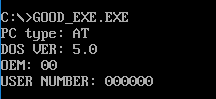 C:\>GOOD_EXE.EXE
PC type: AT
DOS VER: 5.0
OEM: 00
USER NUMBER: 000000